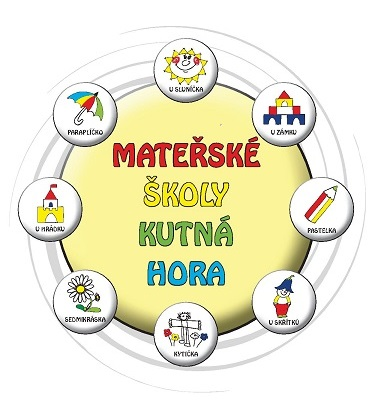 U SLUNÍČKA
PARAPLÍČKO
U ZÁMKU
MATEŘSKÉ
ŠKOLY
KUTNÁ
HORA
U HRÁDKU
PASTELKA
SEDMIKRÁSKA
U SKŘÍTKŮ
KYTIČKA